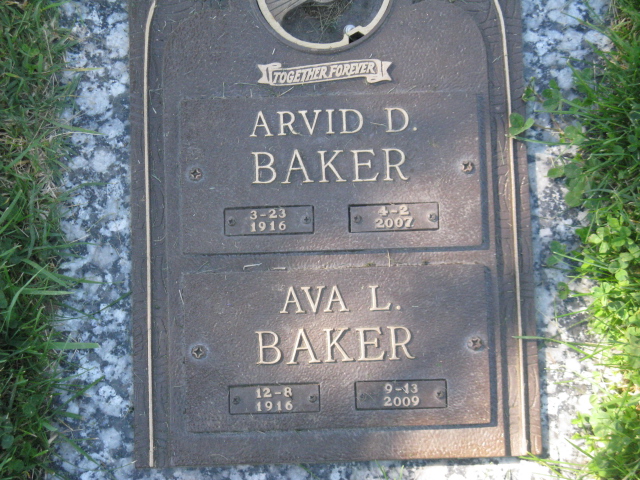 TOGETHER FOREVER
ARVID D.
BAKER
3-23
1916
4-2
2007
AVA L.
BAKER
12-8
1916
9-13
2009